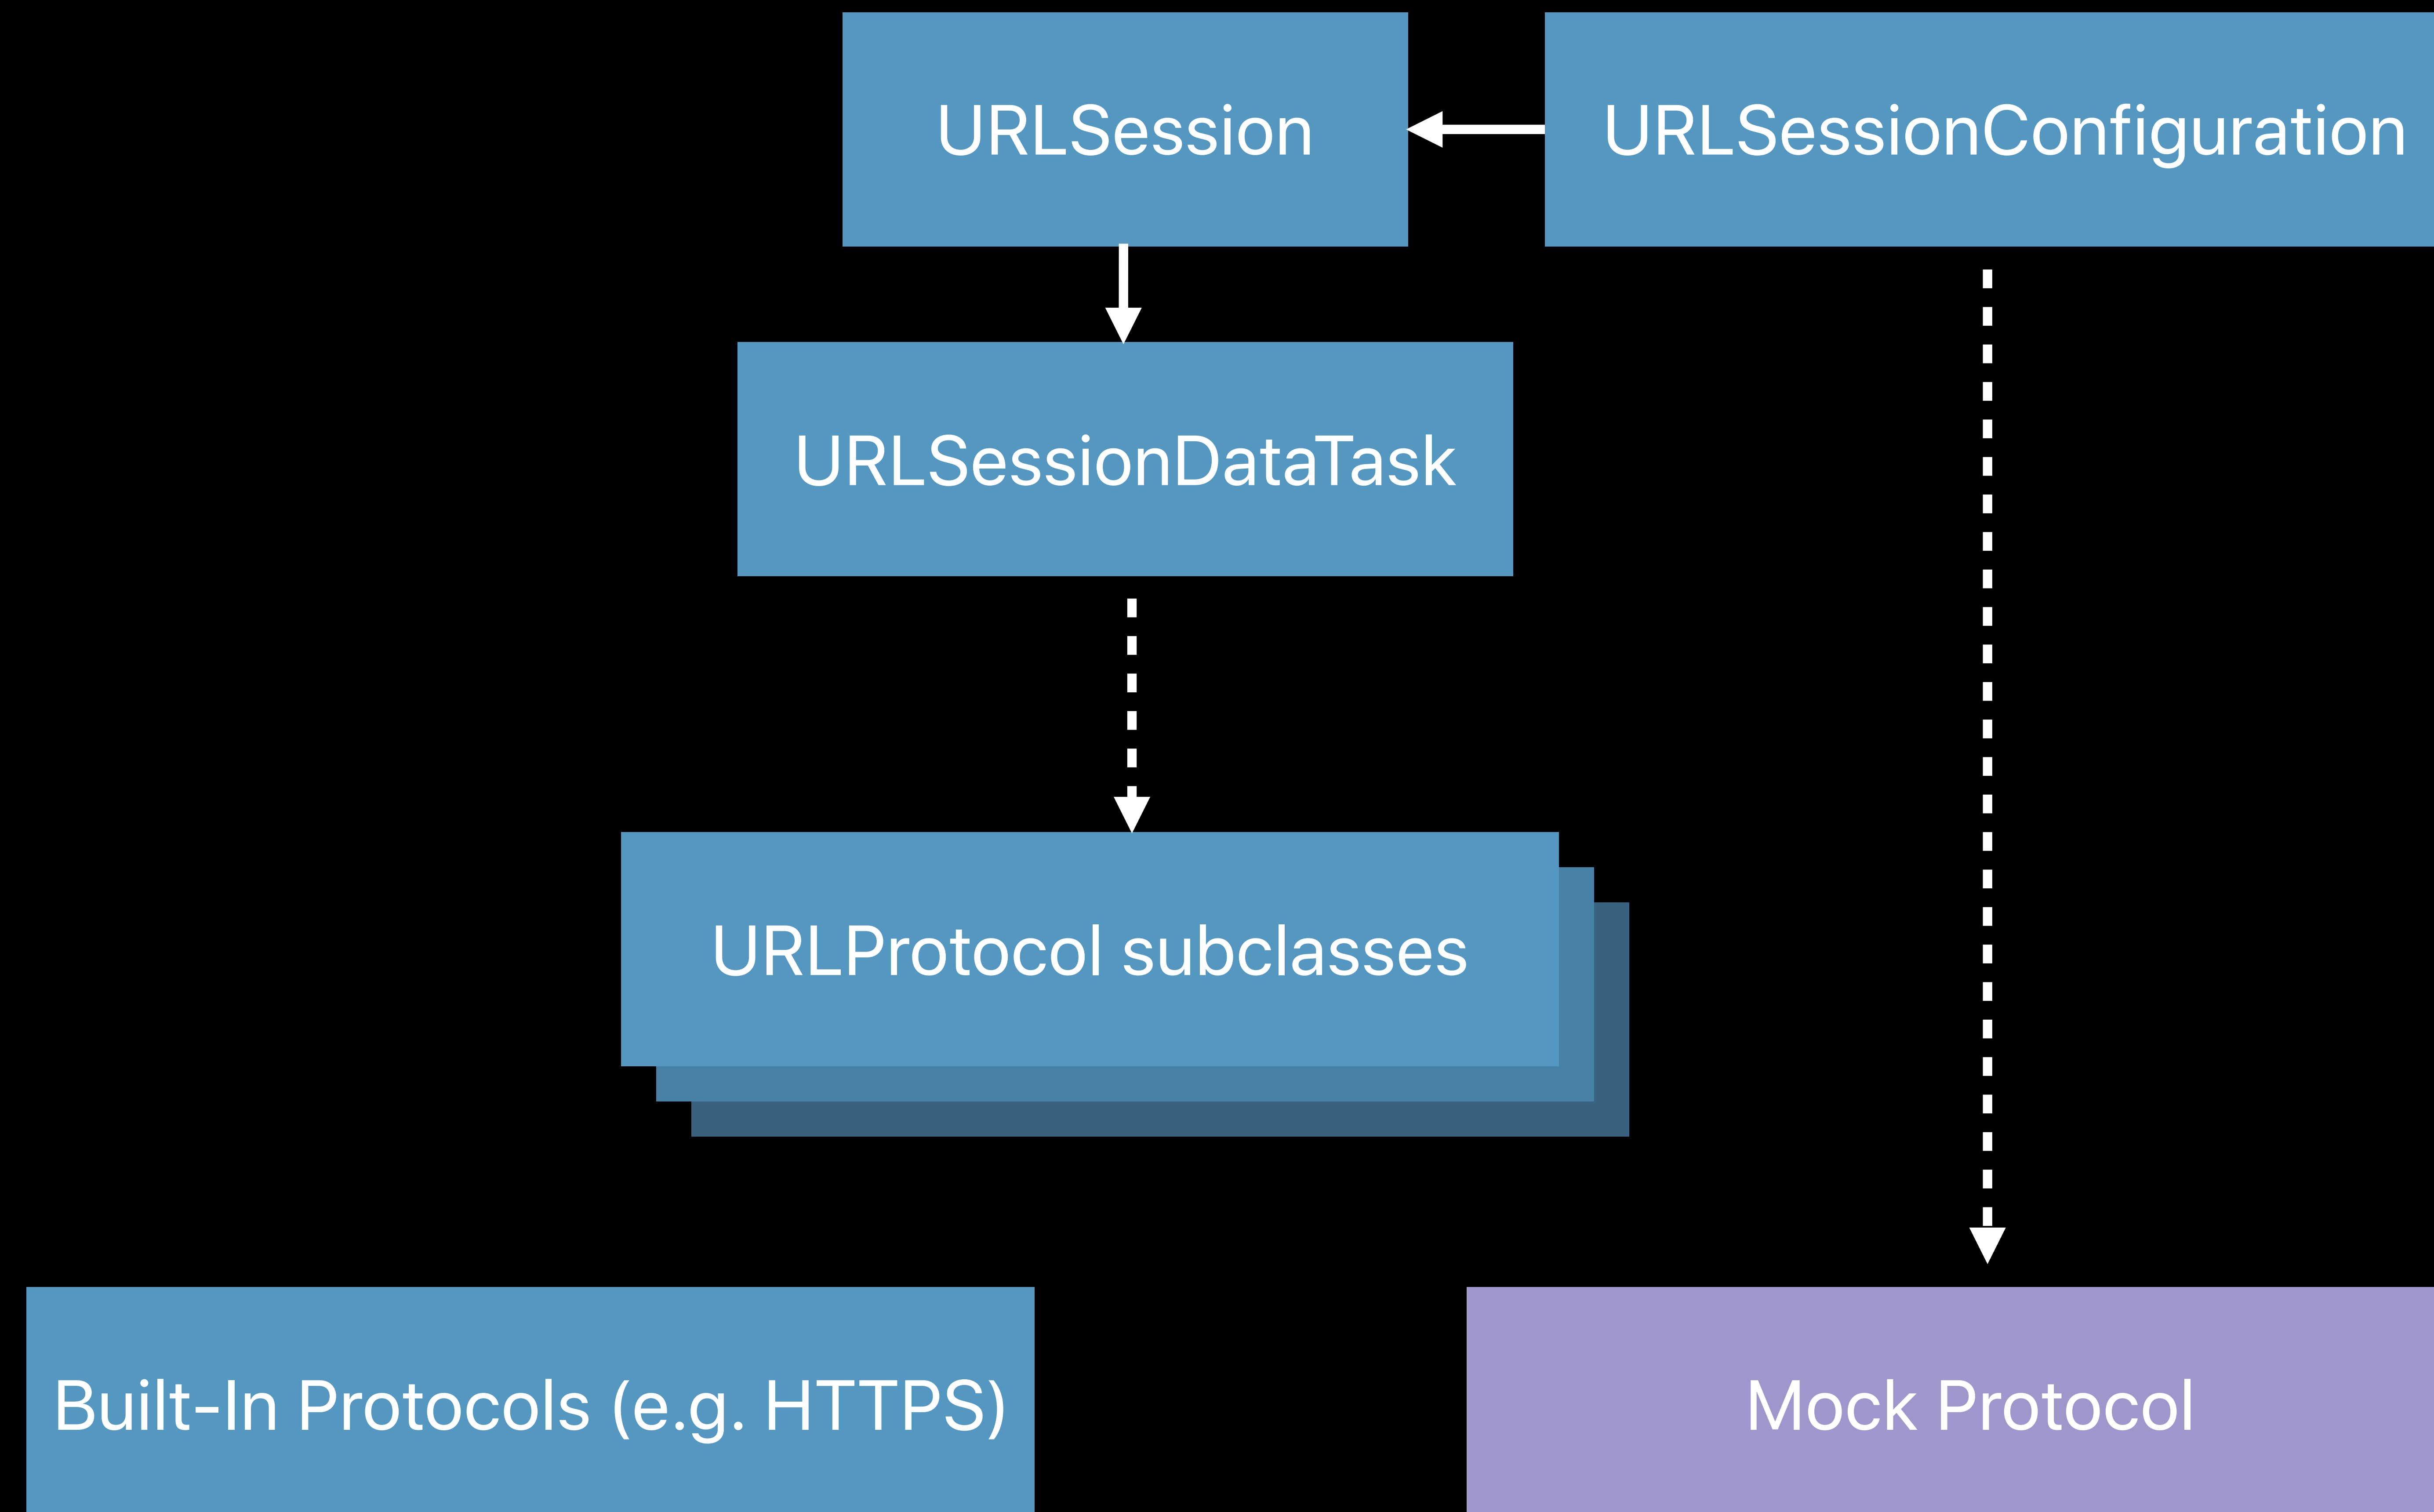 URLSession
URLSessionConfiguration
URLSessionDataTask
URLProtocol subclasses
Built-In Protocols (e.g. HTTPS)
Mock Protocol